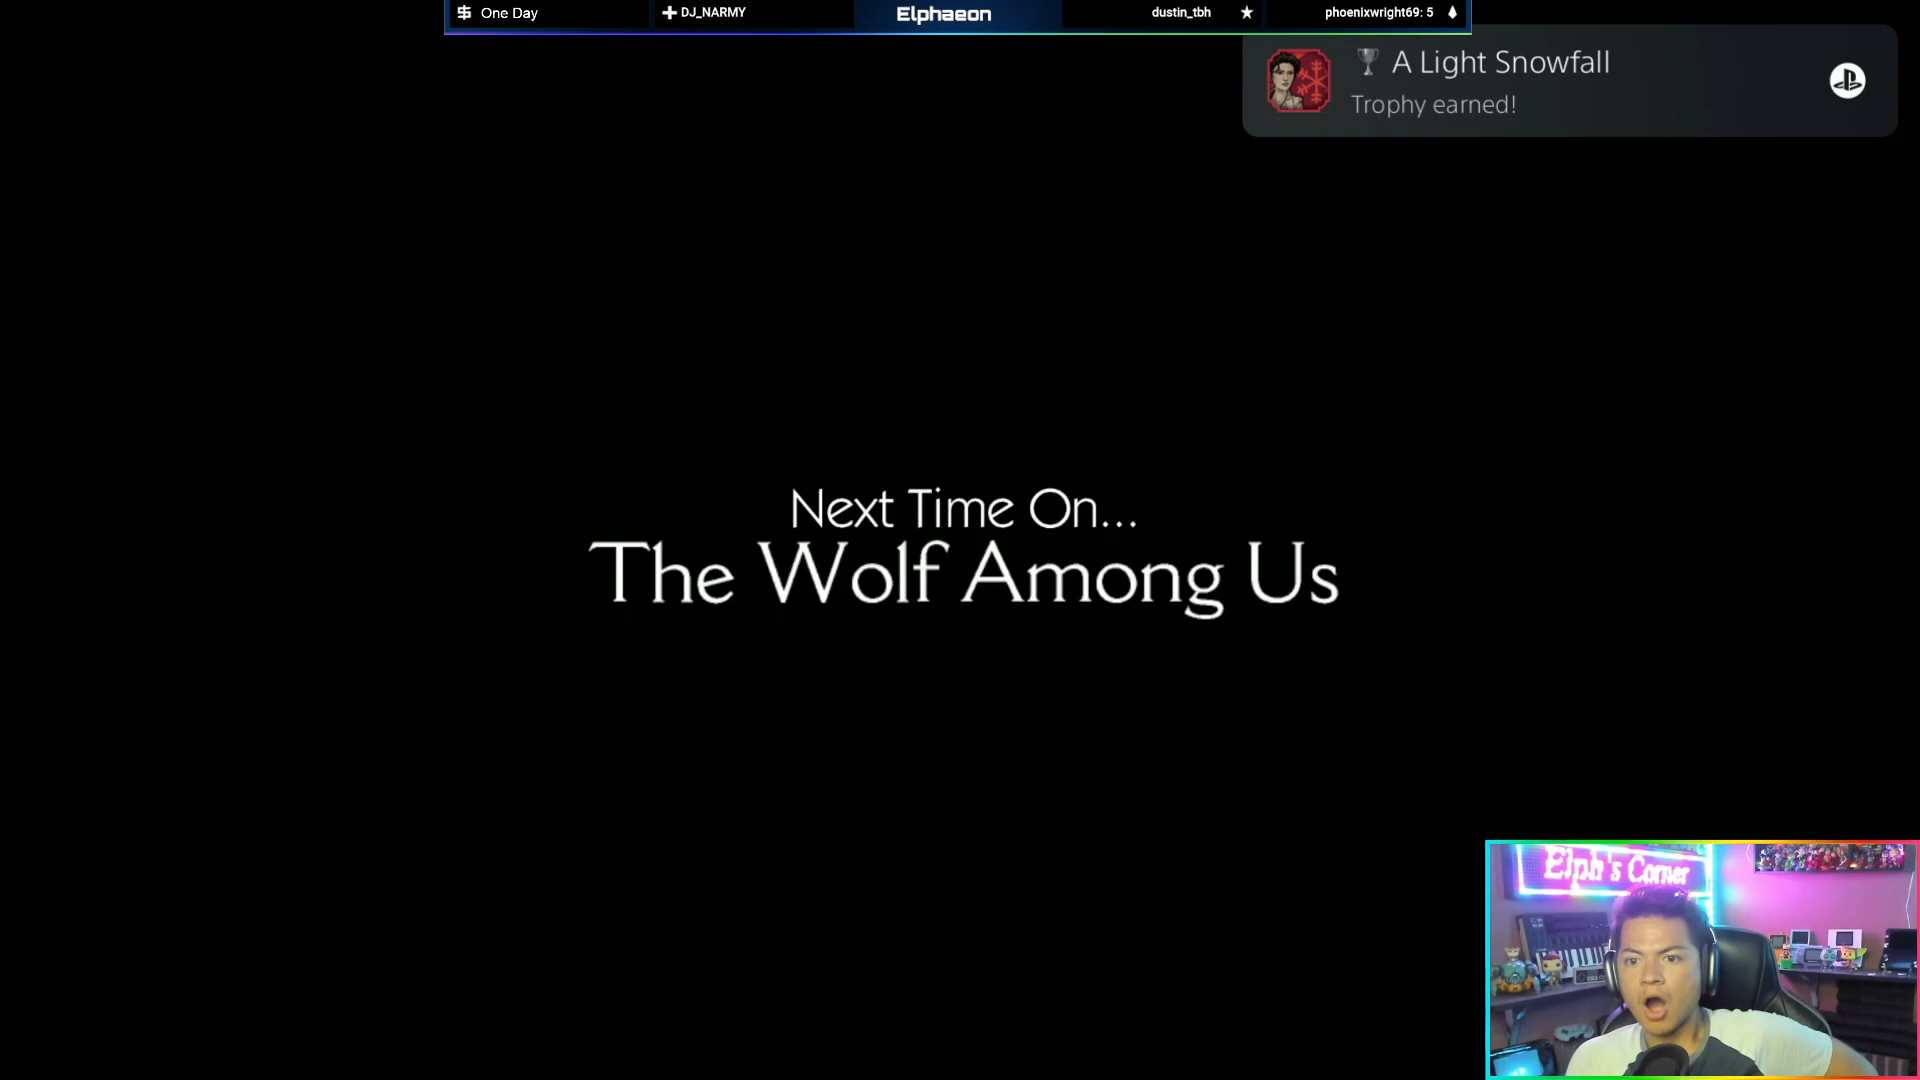 One Day
DJ_NARMY
Elphaeon
dustin_tbh
phoenixwright69: 5
A Light Snowfall
Trophy earned!
Next Time On...
The Wolf Among Us
Elph's Corner